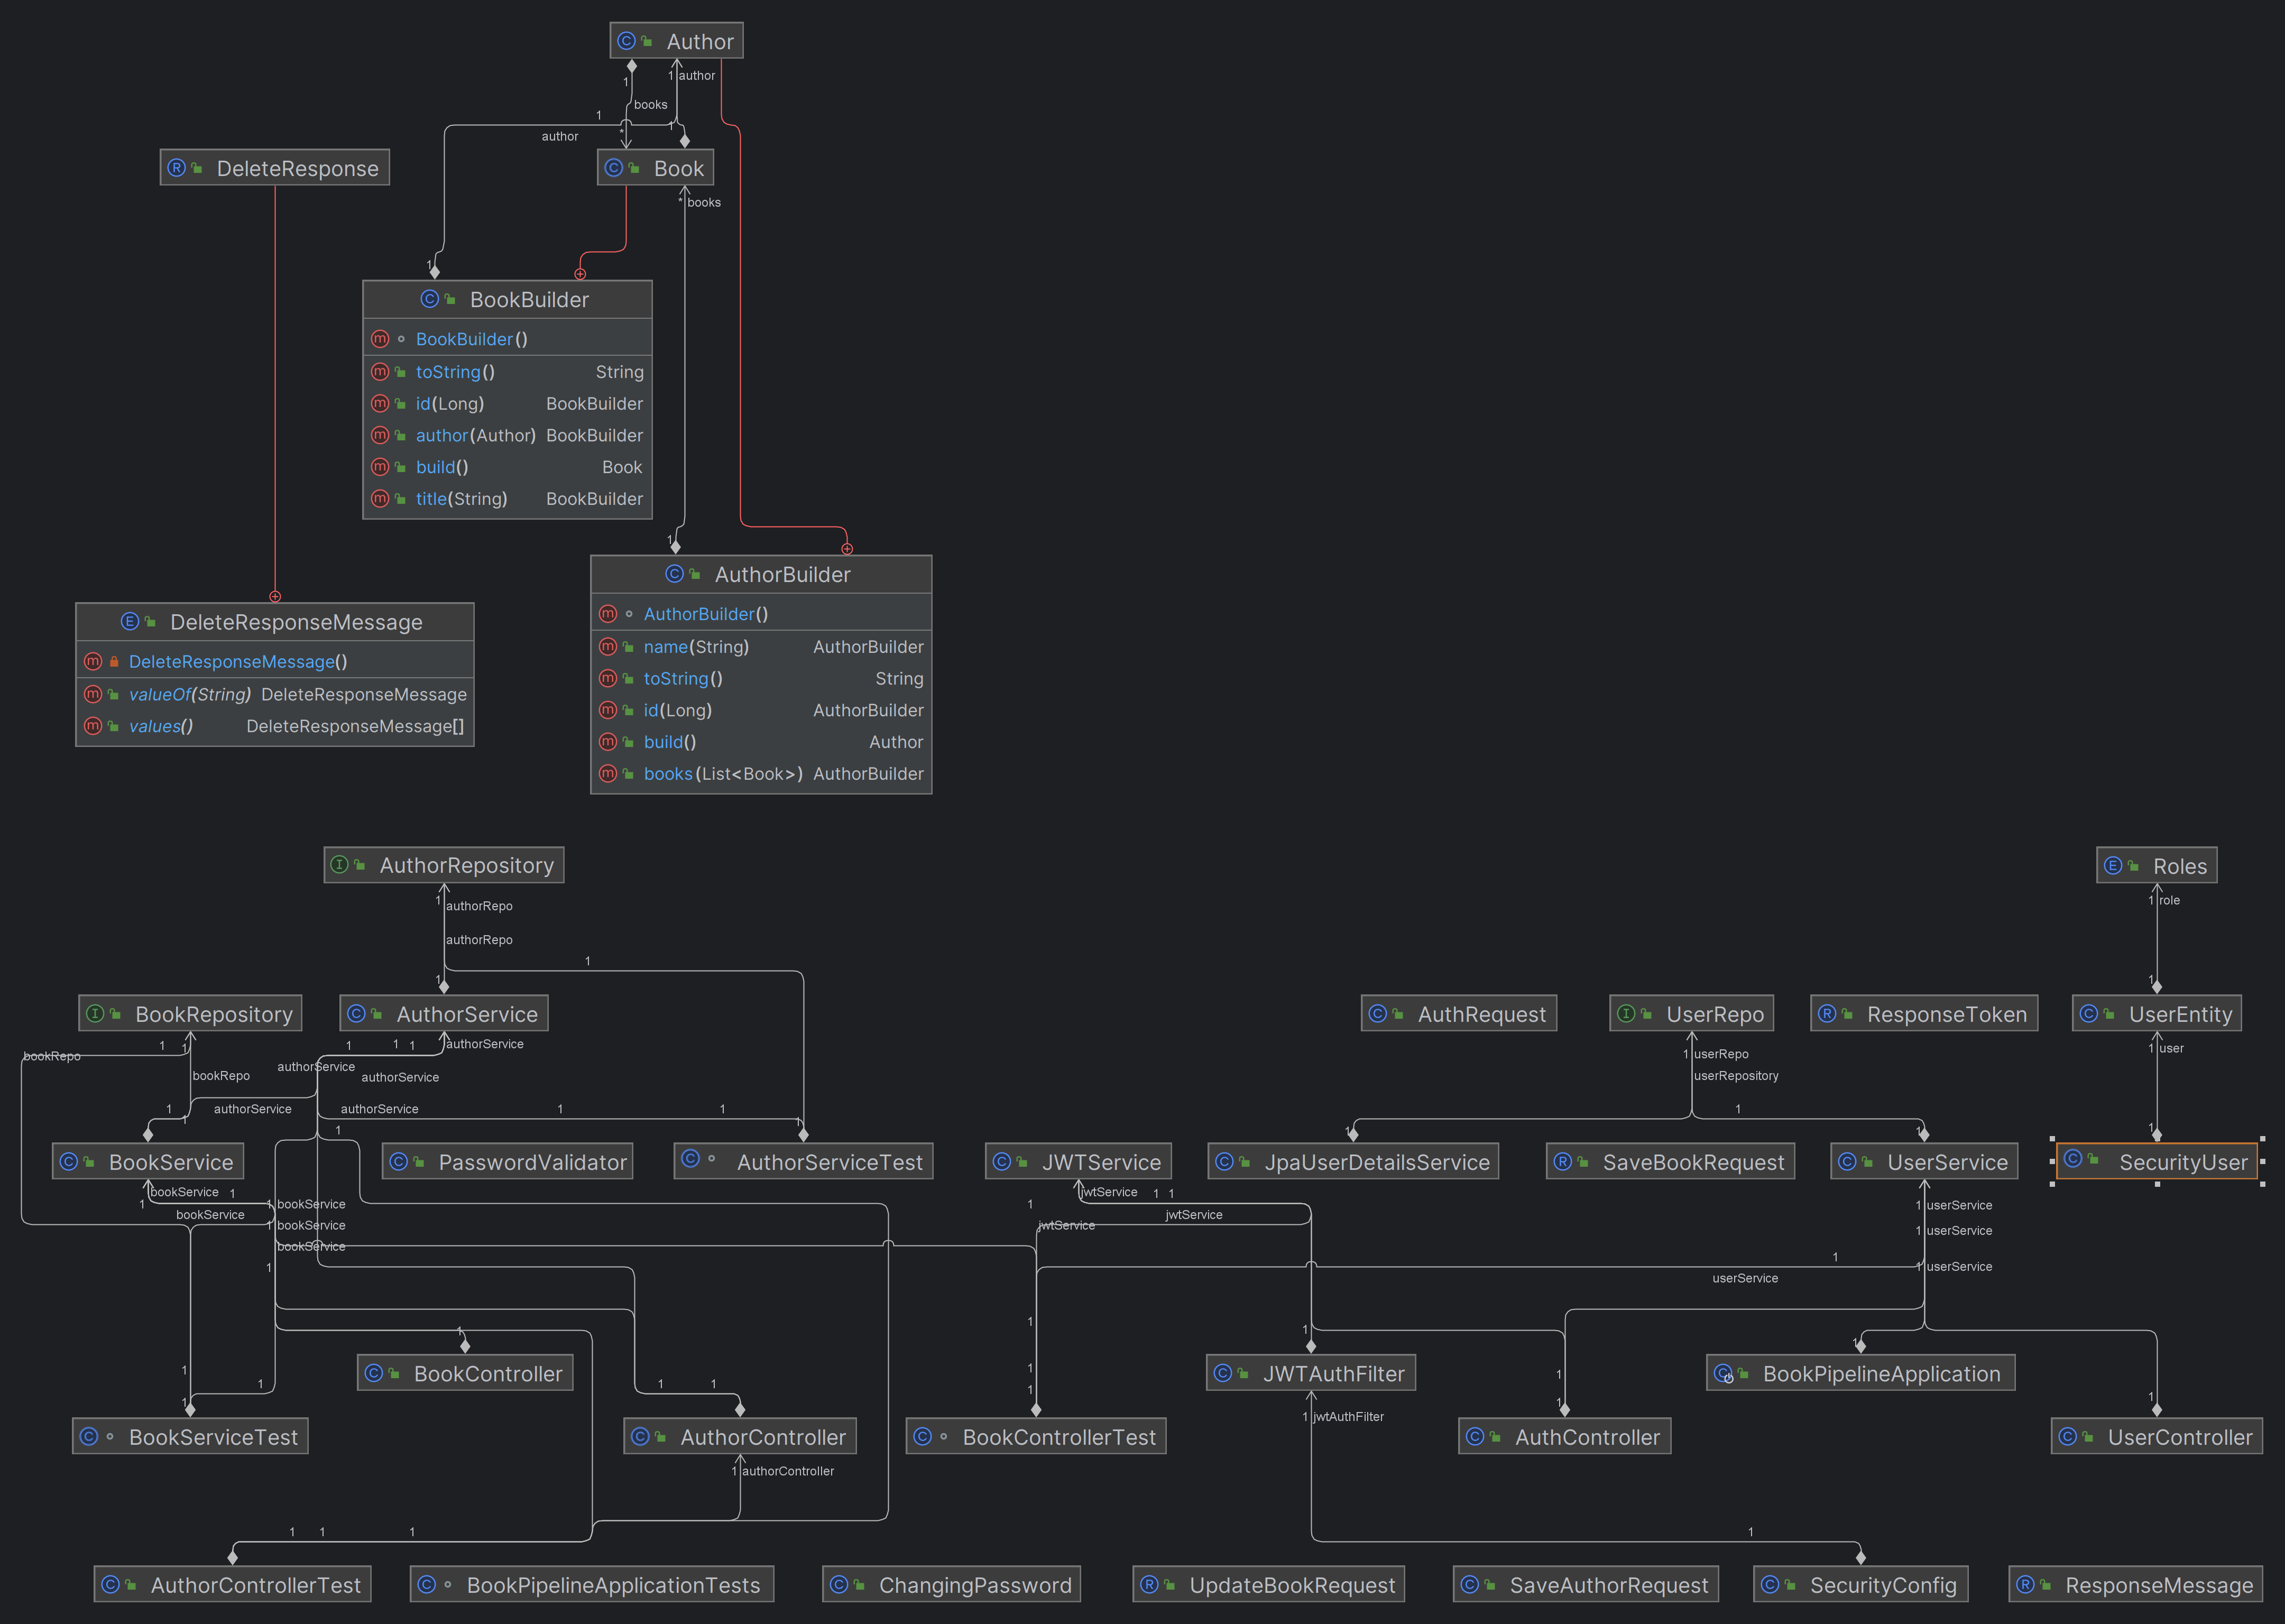 Author
1
1 author
books
1
author
*
1
DeleteResponse
Book
* books
1
BookBuilder
BookBuilder()
toString() String
id(Long) BookBuilder
author(Author) BookBuilder
build() Book
title(String) BookBuilder
1
AuthorBuilder
AuthorBuilder()
name(String) AuthorBuilder
toString() String
id(Long) AuthorBuilder
build() Author
books(List<Book>) AuthorBuilder
DeleteResponseMessage
DeleteResponseMessage()
valueOf(String) DeleteResponseMessage
values() DeleteResponseMessage[]
AuthorRepository
Roles
1 authorRepo
1 role
authorRepo
1
1
1
BookRepository
AuthorService
AuthRequest
UserRepo
ResponseToken
UserEntity
1 1 1 1 1 authorService
bookRepo
1 userRepo
1 user
authorService
bookRepo
authorService
userRepository
1 authorService
authorService 1 1
1
1
1
1
1
1
1
1
BookService
PasswordValidator
AuthorServiceTest
JWTService
JpaUserDetailsService
SaveBookRequest
UserService
SecurityUser
bookService 1
jwtService 1 1
1
1 bookService
1
1 userService
bookService
jwtService
1 bookService
jwtService
1 userService
bookService
1
1
1 userService
userService
1
1
1
1
1
1
1
BookController
JWTAuthFilter
BookPipelineApplication
1
1
1
1
1
1
1
1
1 jwtAuthFilter
BookServiceTest
AuthorController
BookControllerTest
AuthController
UserController
1 authorController
1 1 1
1
AuthorControllerTest
BookPipelineApplicationTests
ChangingPassword
UpdateBookRequest
SaveAuthorRequest
SecurityConfig
ResponseMessage